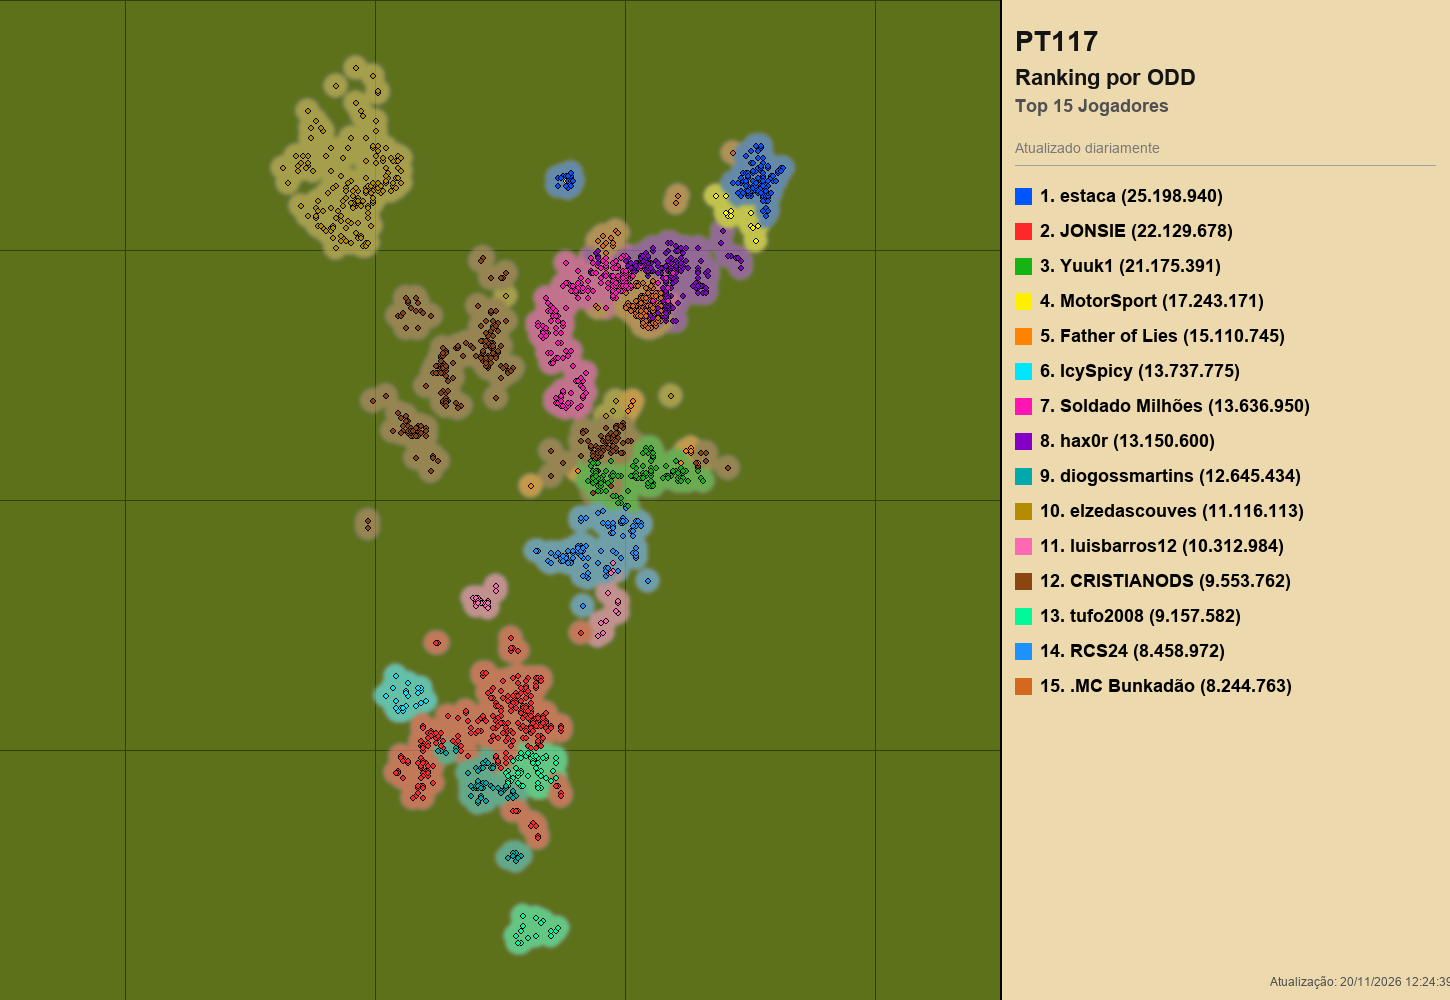 PT117
Ranking por ODD
Top 15 Jogadores
Atualizado diariamente
1. estaca (25.198.940)
2. JONSIE (22.129.678)
3. Yuuk1 (21.175.391)
4. MotorSport (17.243.171)
5. Father of Lies (15.110.745)
6. IcySpicy (13.737.775)
7. Soldado Milhões (13.636.950)
8. hax0r (13.150.600)
9. diogossmartins (12.645.434)
10. elzedascouves (11.116.113)
11. luisbarros12 (10.312.984)
12. CRISTIANODS (9.553.762)
13. tufo2008 (9.157.582)
14. RCS24 (8.458.972)
15. .MC Bunkadão (8.244.763)
Atualização: 20/11/2026 12:24:39